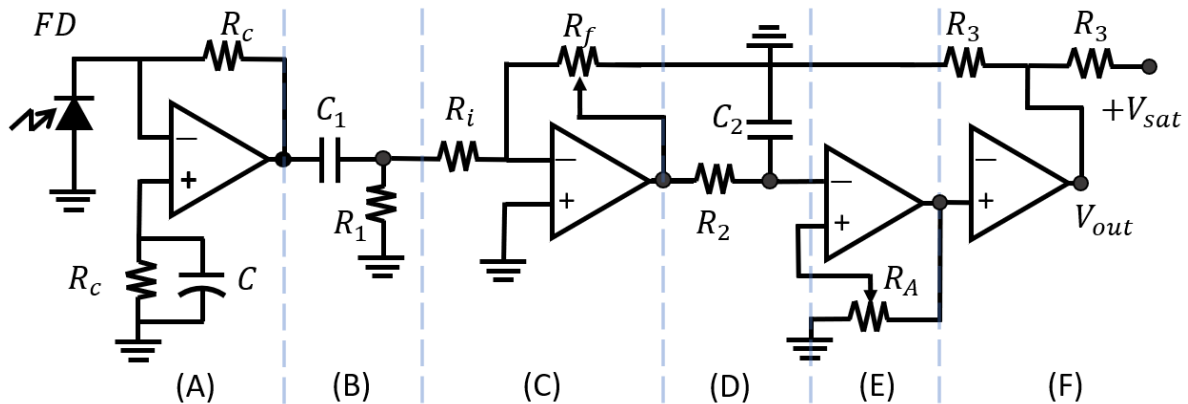 FD
R_c
C_1
R_1
R_c
C
R_i
R_f
C_2
R_2
R_A
R_3
R_3
+V_sat
V_out
−
+
−
+
−
+
−
+
(A)
(B)
(C)
(D)
(E)
(F)